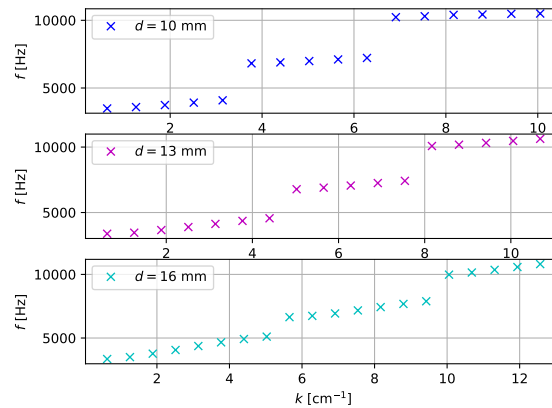 10000
5000
f [Hz]
d = 10 mm
2 4 6 8 10
10000
5000
f [Hz]
d = 13 mm
2 4 6 8 10
10000
5000
f [Hz]
d = 16 mm
2 4 6 8 10 12
k [cm⁻¹]